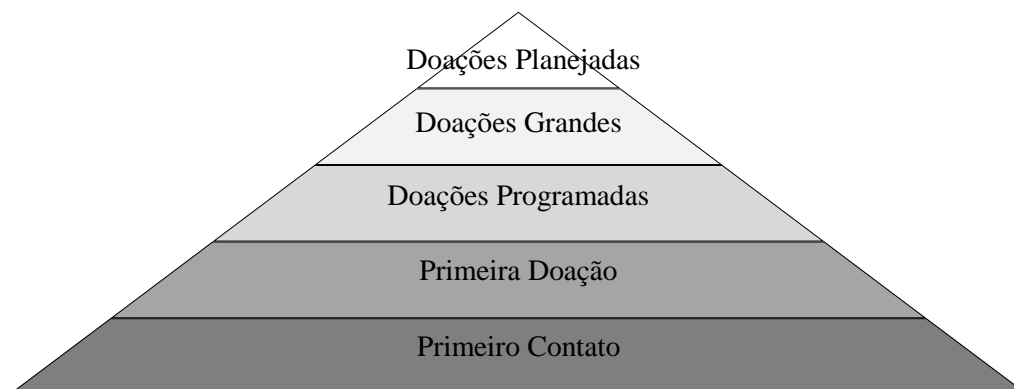 Doações Planejadas
Doações Grandes
Doações Programadas
Primeira Doação
Primeiro Contato